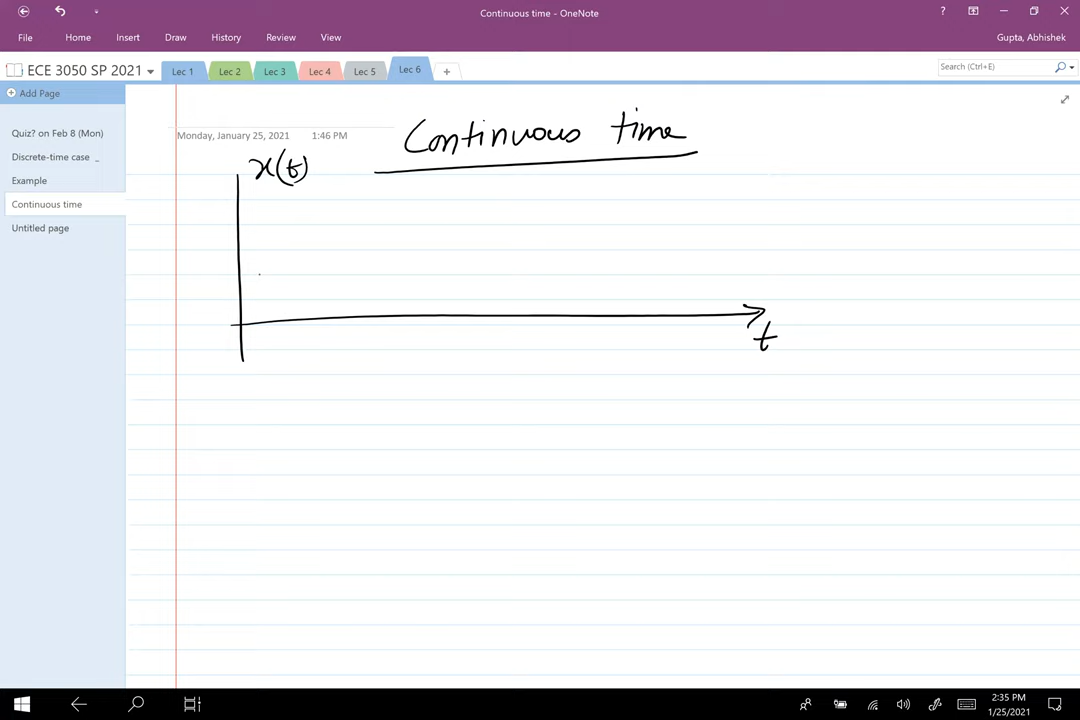 Continuous time - OneNote
?
File Home Insert Draw History Review View
Gupta, Abhishek
ECE 3050 SP 2021
Lec 1 Lec 2 Lec 3 Lec 4 Lec 5 Lec 6 +
Search (Ctrl+E)
Add Page
Quiz? on Feb 8 (Mon)
Discrete-time case _
Example
Continuous time
Untitled page
Monday, January 25, 2021 1:46 PM
Continuous time
x(t)
t
2:35 PM
1/25/2021